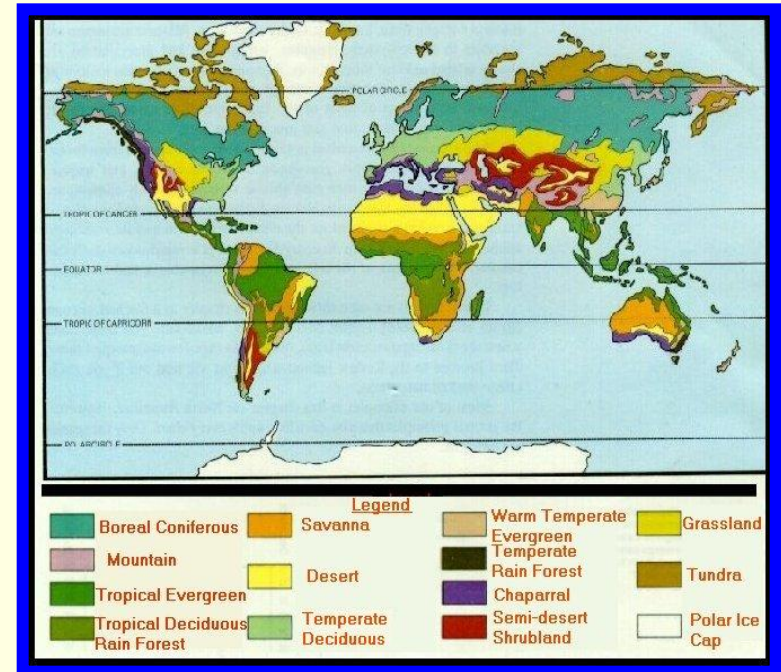 POLAR CIRCLE
TROPIC OF CANCER
EQUATOR
TROPIC OF CAPRICORN
POLARCIRCLE
Legend
Boreal Coniferous
Savanna
Warm Temperate
Evergreen
Grassland
Mountain
Desert
Temperate
Rain Forest
Tundra
Tropical Evergreen
Chaparral
Tropical Deciduous
Rain Forest
Temperate
Deciduous
Semi-desert
Shrubland
Polar Ice
Cap